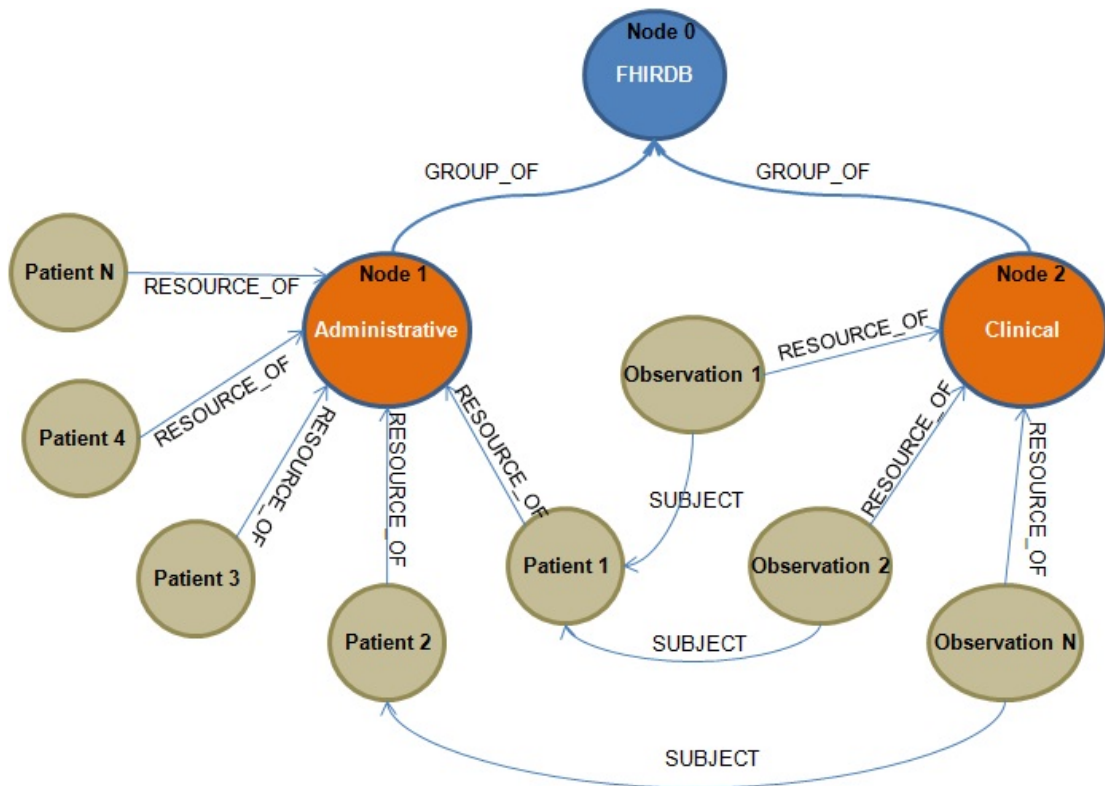 Node 0
FHIRDB
GROUP_OF
GROUP_OF
Patient N
RESOURCE_OF
Node 1
Administrative
Node 2
Clinical
RESOURCE_OF
Observation 1
Patient 4
RESOURCE_OF
RESOURCE_OF
RESOURCE_OF
RESOURCE_OF
RESOURCE_OF
RESOURCE_OF
SUBJECT
Patient 3
Patient 1
Observation 2
Patient 2
SUBJECT
Observation N
SUBJECT